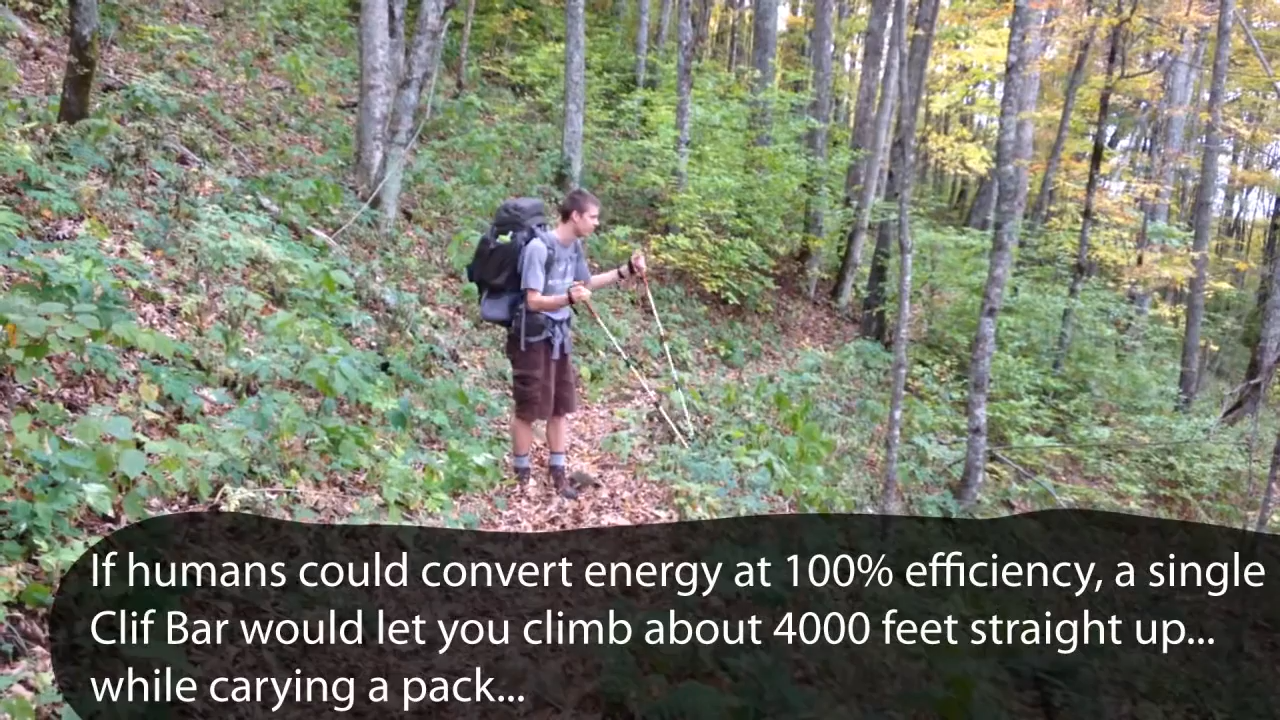 If humans could convert energy at 100% efficiency, a single
Clif Bar would let you climb about 4000 feet straight up...
while carying a pack...